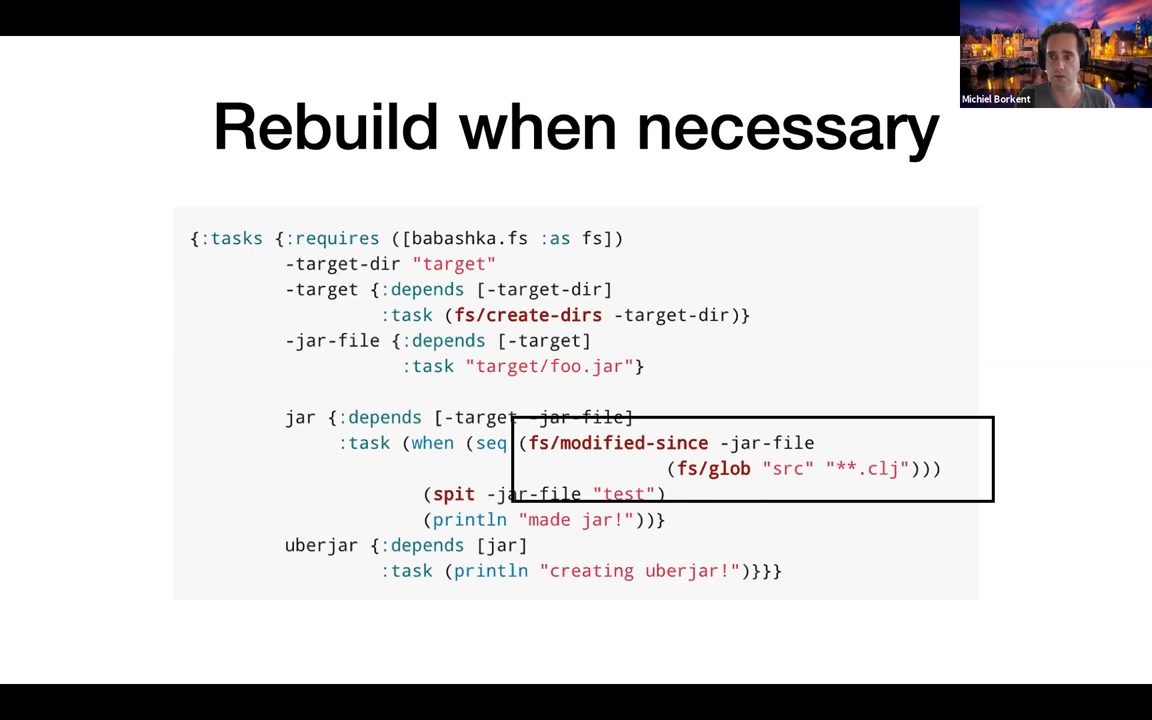 Michiel Borkent
Rebuild when necessary
{:tasks {:requires ([babashka.fs :as fs])
         -target-dir "target"
         -target {:depends [-target-dir]
                  :task (fs/create-dirs -target-dir)}
         -jar-file {:depends [-target]
                    :task "target/foo.jar"}
         jar {:depends [-target -jar-file]
              :task (when (seq (fs/modified-since -jar-file
                                             (fs/glob "src" "**.clj")))
                      (spit -jar-file "test")
                      (println "made jar!"))}
         uberjar {:depends [jar]
                  :task (println "creating uberjar!")}}}